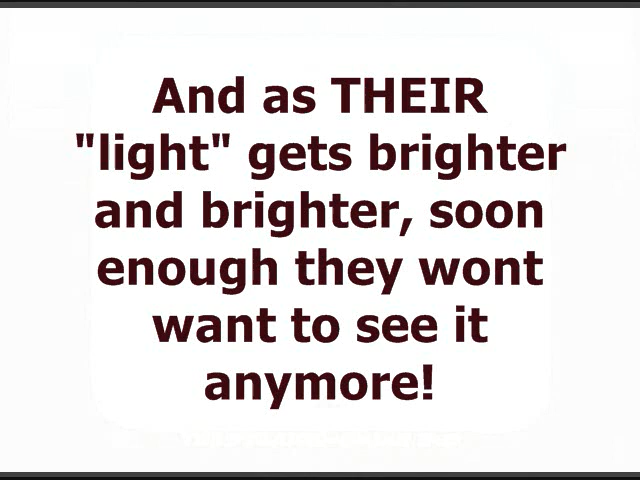 And as THEIR
"light" gets brighter
and brighter, soon
enough they wont
want to see it
anymore!